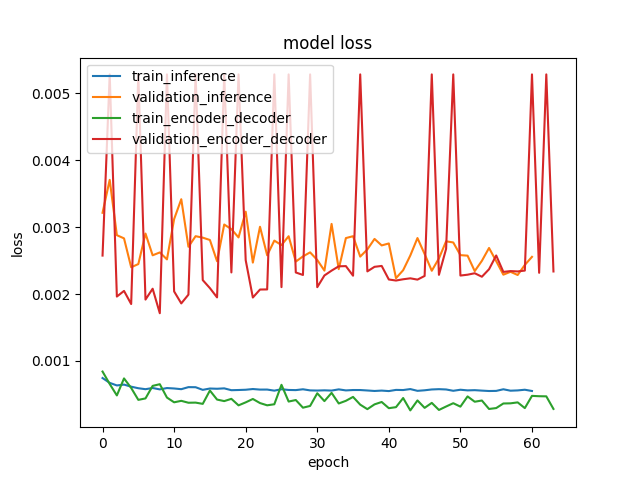 model loss
train_inference
validation_inference
train_encoder_decoder
validation_encoder_decoder
0.005
0.004
0.003
0.002
0.001
loss
0 10 20 30 40 50 60
epoch